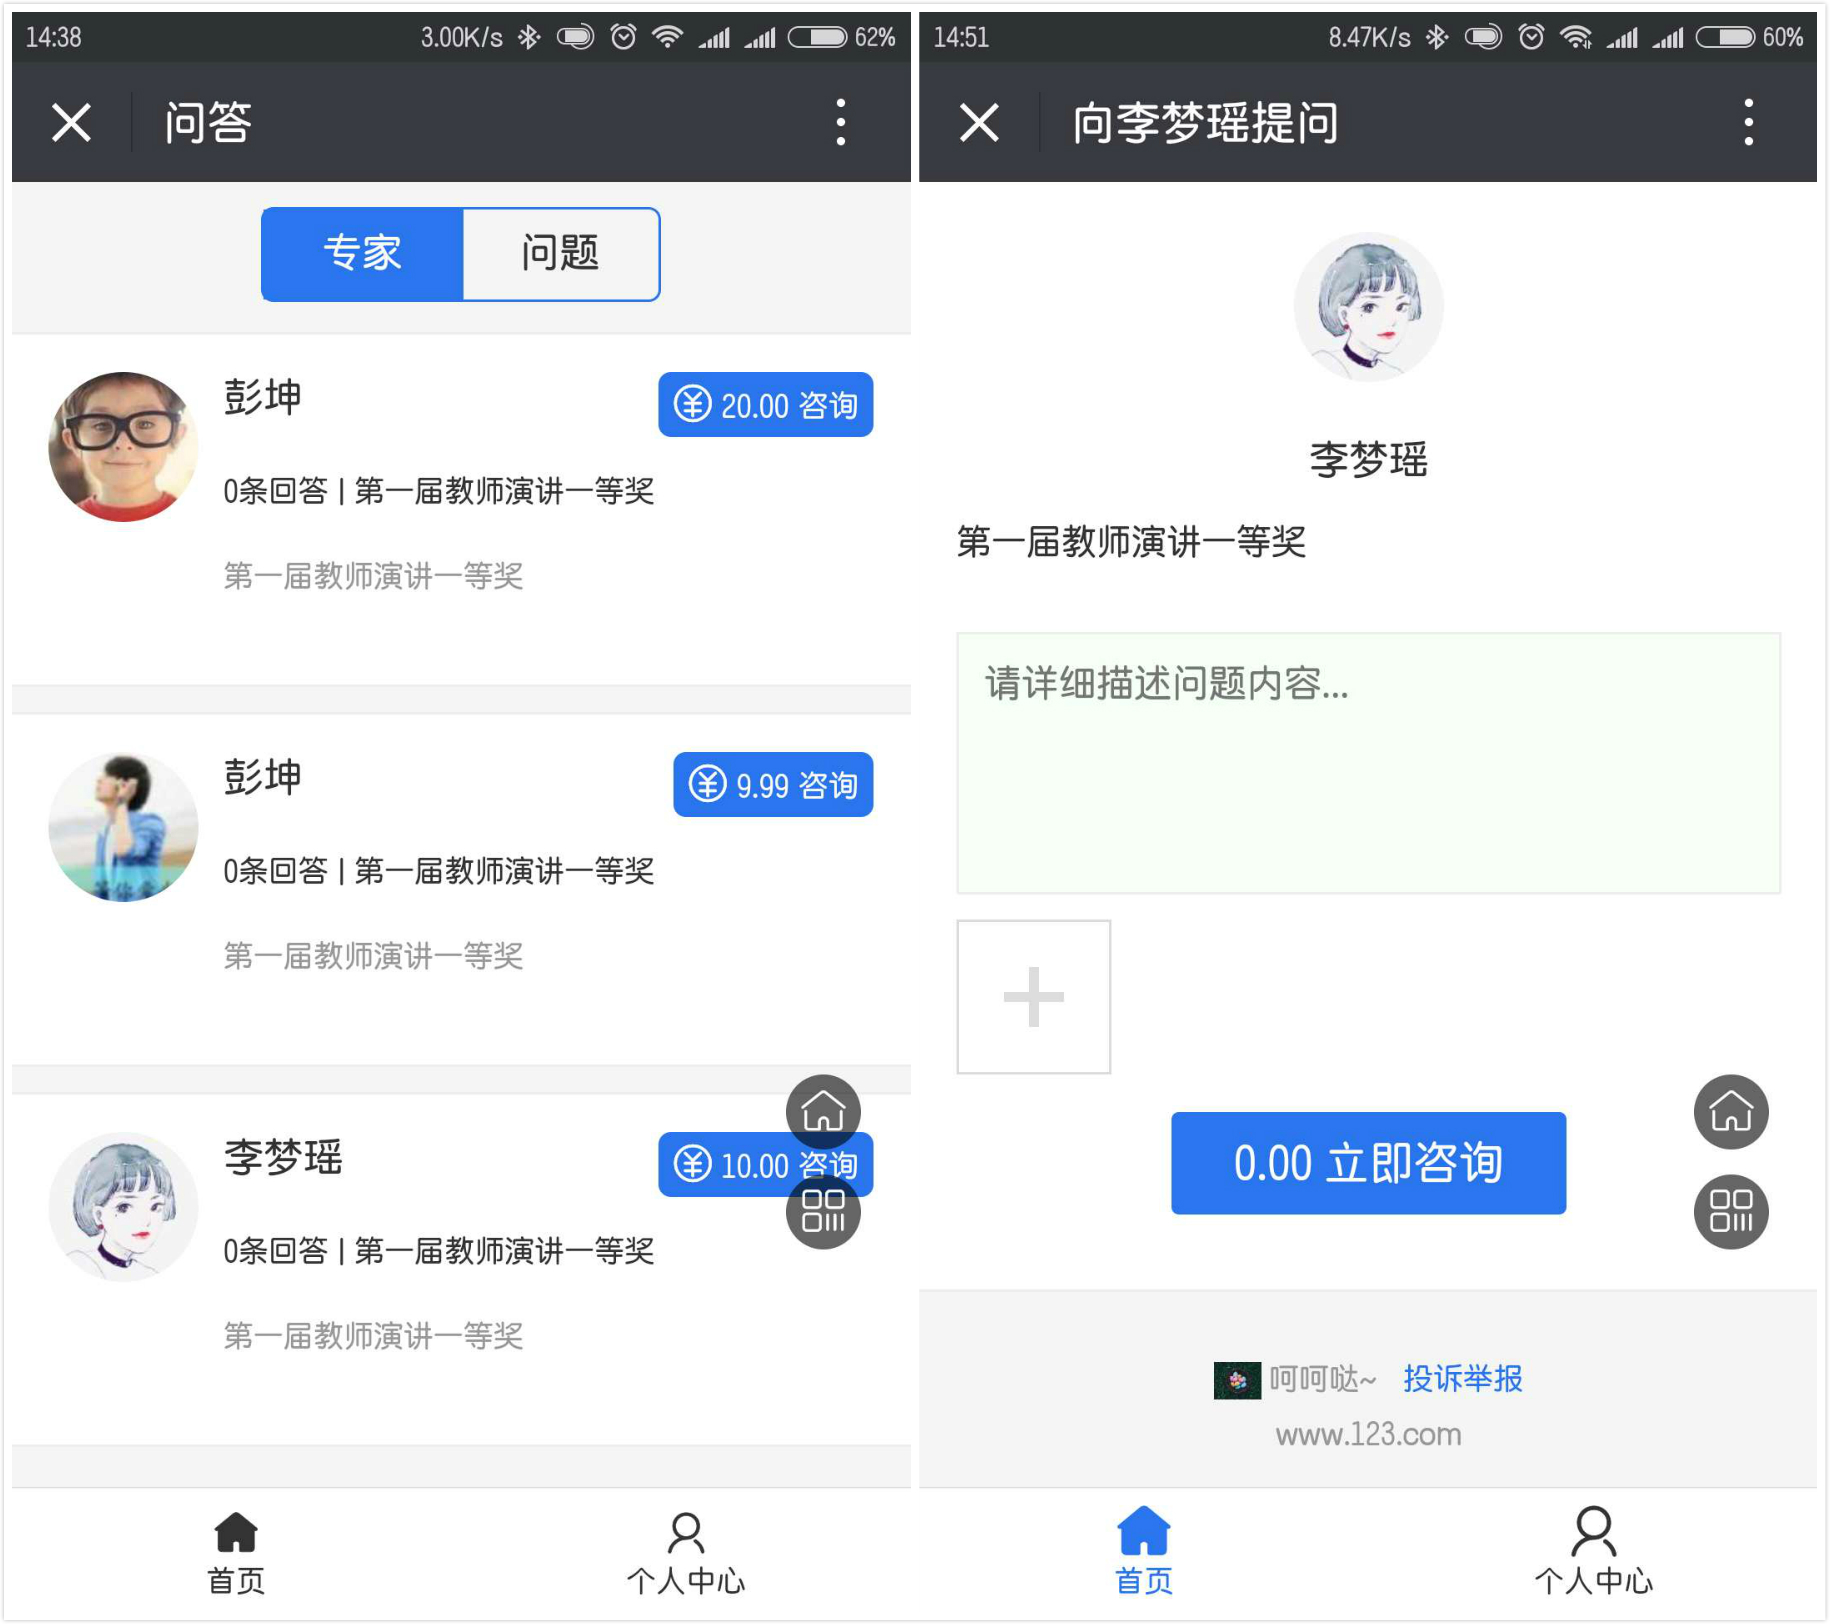 14:38 3.00K/s 62%
问答
专家 问题
彭坤
¥ 20.00 咨询
0条回答 | 第一届教师演讲一等奖
第一届教师演讲一等奖
彭坤
¥ 9.99 咨询
0条回答 | 第一届教师演讲一等奖
第一届教师演讲一等奖
李梦瑶
¥ 10.00 咨询
0条回答 | 第一届教师演讲一等奖
第一届教师演讲一等奖
首页 个人中心
14:51 8.47K/s 60%
向李梦瑶提问
李梦瑶
第一届教师演讲一等奖
请详细描述问题内容...
0.00 立即咨询
呵呵哒~ 投诉举报
www.123.com
首页 个人中心